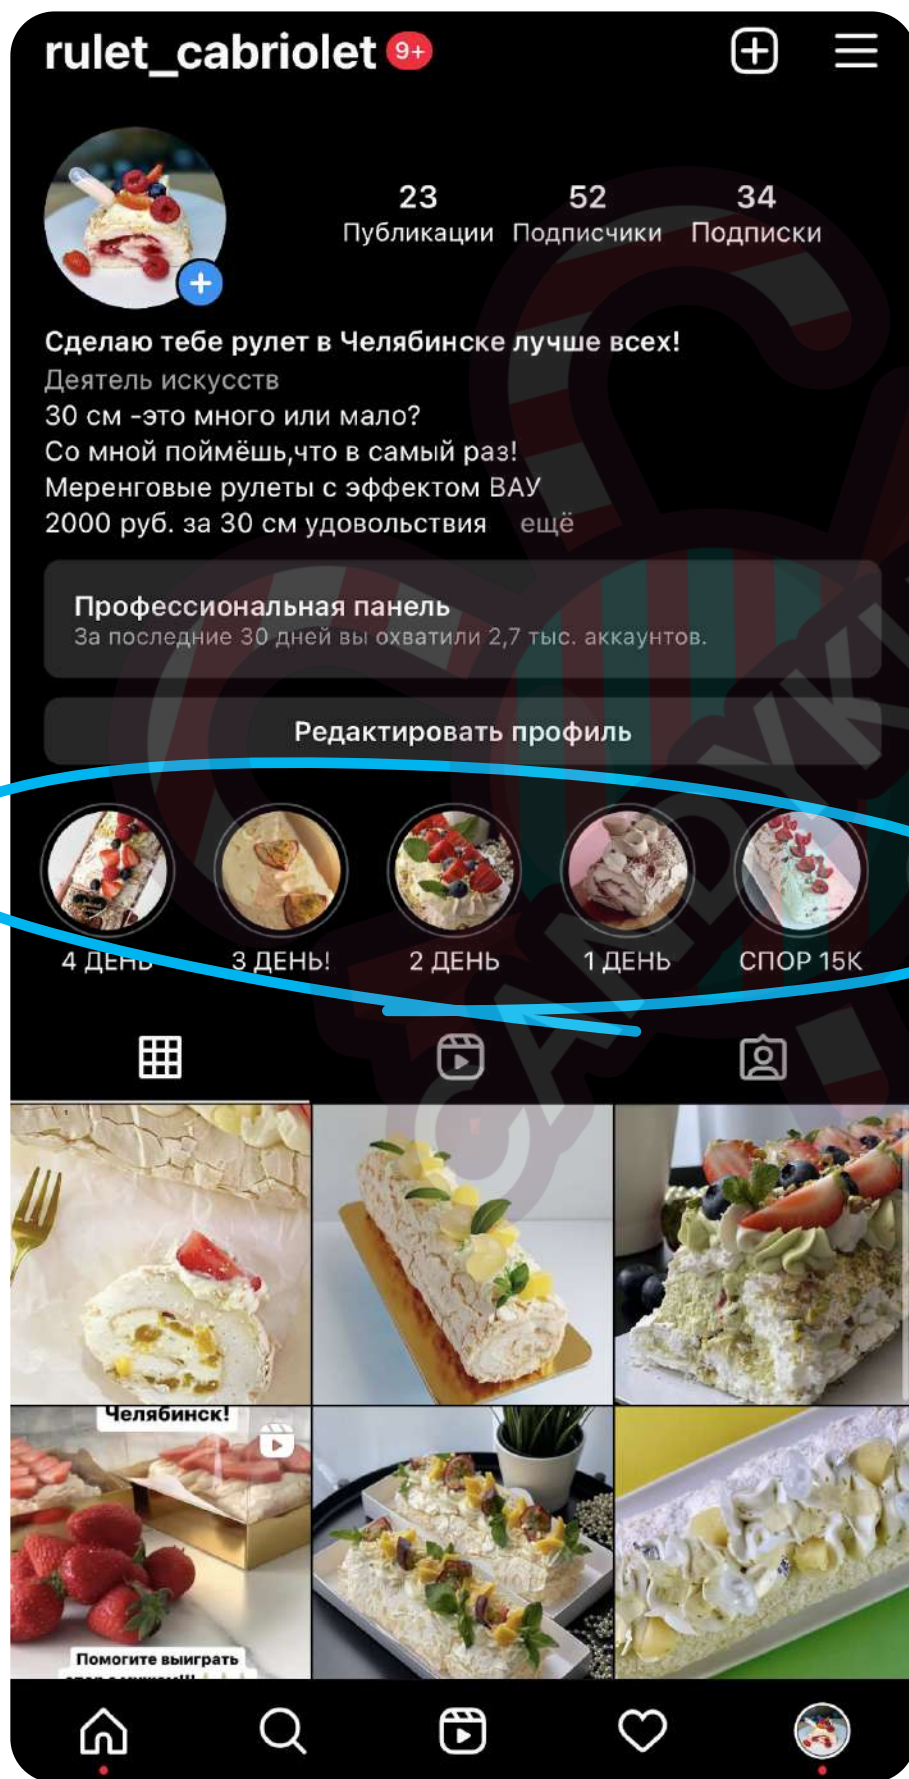 rulet_cabriolet 9+
23 52 34
Публикации Подписчики Подписки
Сделаю тебе рулет в Челябинске лучше всех!
Деятель искусств
30 см -это много или мало?
Со мной поймёшь,что в самый раз!
Меренговые рулеты с эффектом ВАУ
2000 руб. за 30 см удовольствия ещё
Профессиональная панель
За последние 30 дней вы охватили 2,7 тыс. аккаунтов.
Редактировать профиль
4 ДЕНЬ 3 ДЕНЬ! 2 ДЕНЬ 1 ДЕНЬ СПОР 15К
Челябинск!
Помогите выиграть